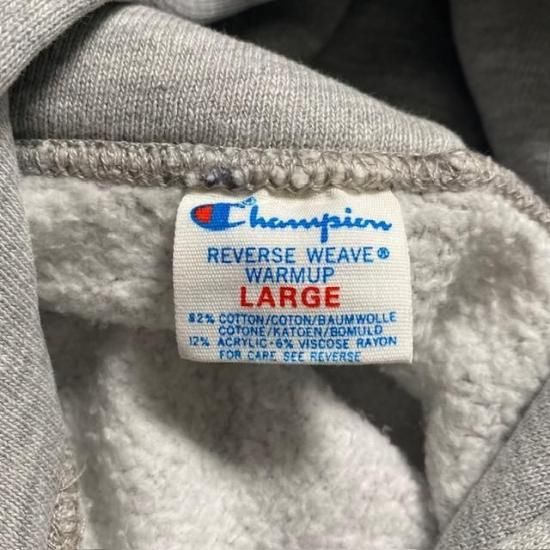 Champion
REVERSE WEAVE®
WARMUP
LARGE
82% COTTON/COTON/BAUMWOLLE
COTONE/KATOEN/BOMULD
12% ACRYLIC·6% VISCOSE RAYON
FOR CARE SEE REVERSE